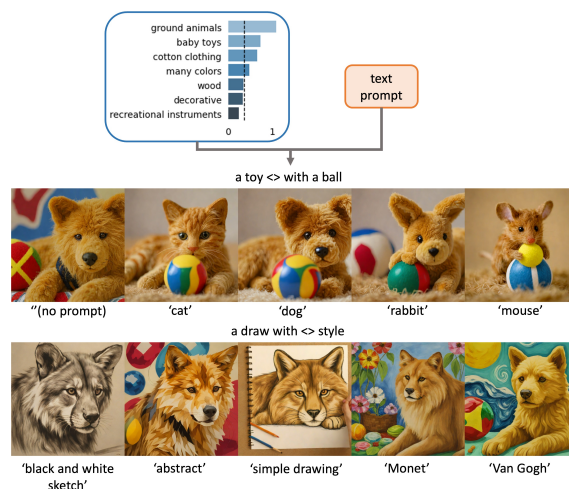 ground animals
baby toys
cotton clothing
many colors
wood
decorative
recreational instruments
0 1
text
prompt
a toy <> with a ball
''(no prompt) 'cat' 'dog' 'rabbit' 'mouse'
a draw with <> style
'black and white 'abstract' 'simple drawing' 'Monet' 'Van Gogh'
sketch'